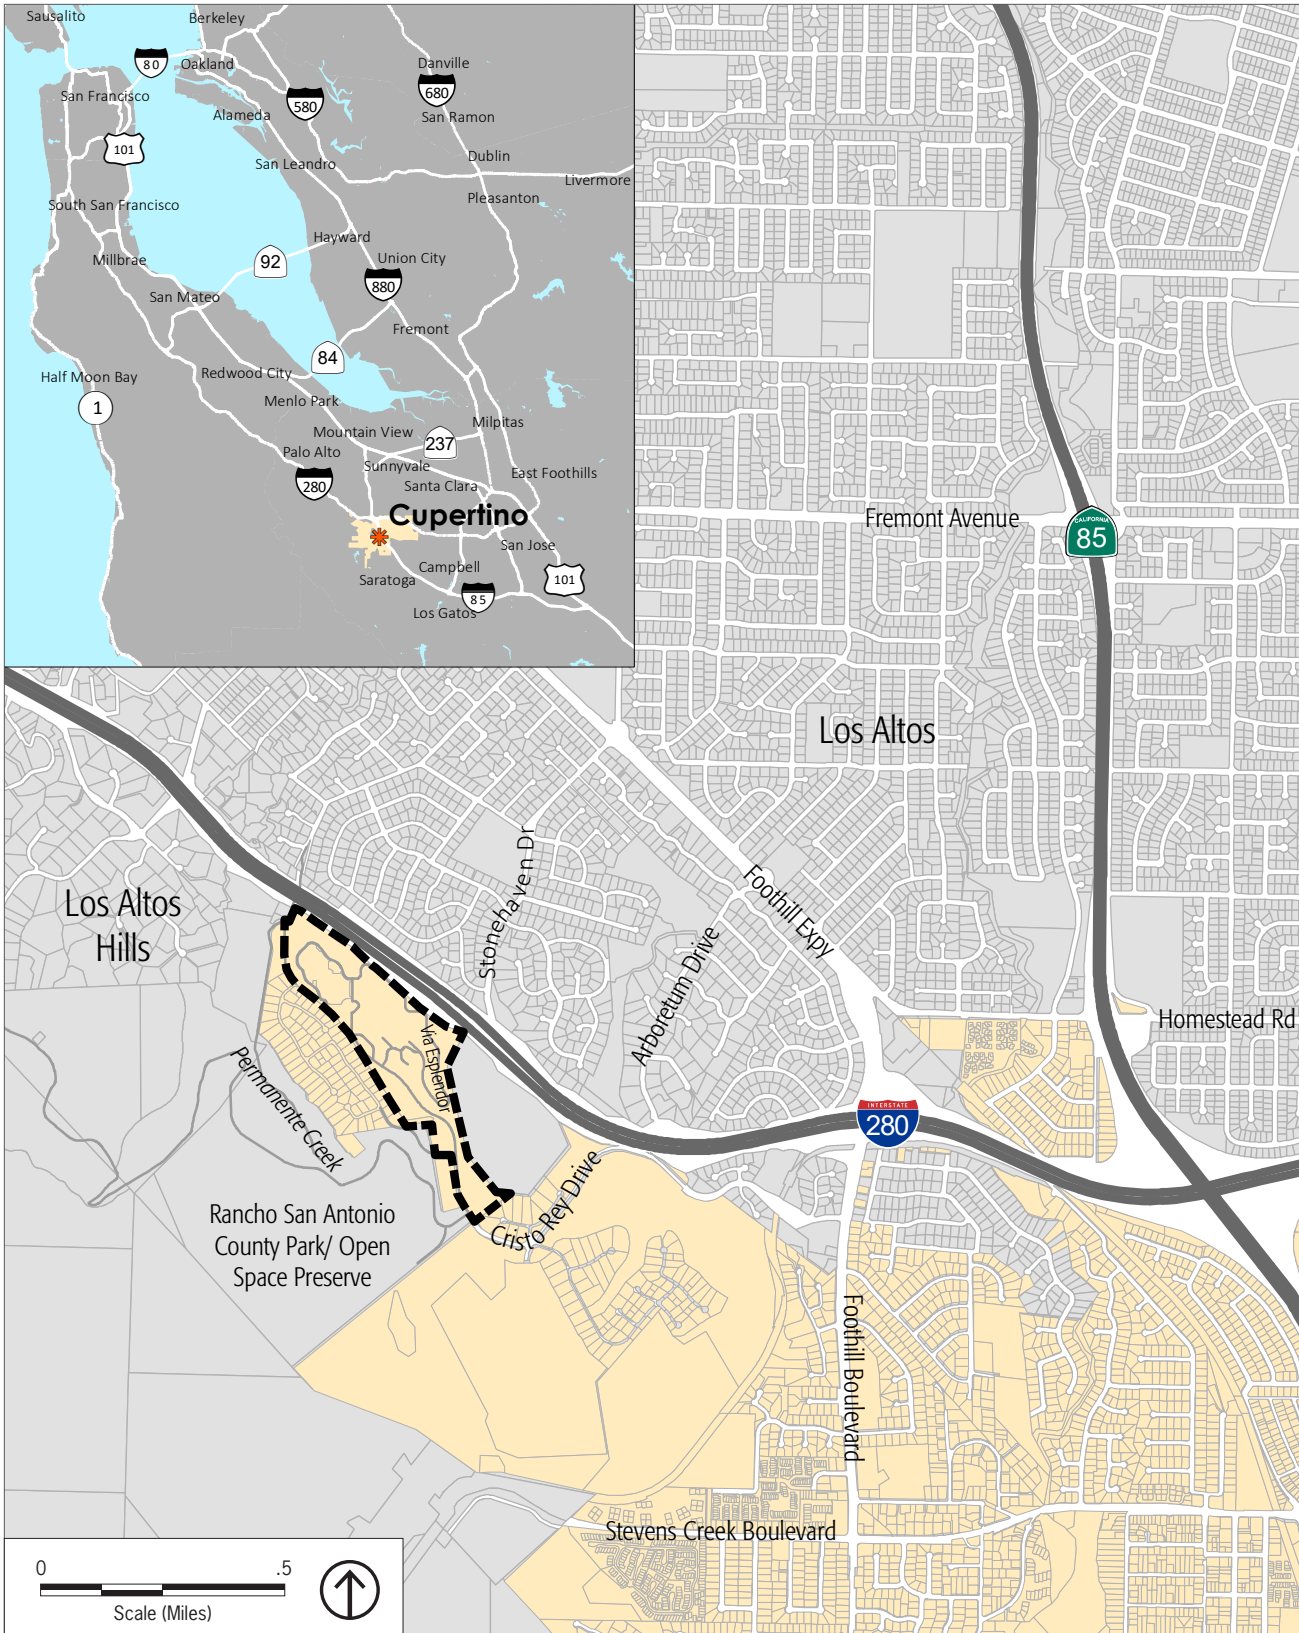 Sausalito
Berkeley
80
Oakland
Danville
680
San Francisco
580
Alameda
San Ramon
101
San Leandro
Dublin
Livermore
Pleasanton
South San Francisco
Hayward
Millbrae
92
Union City
880
San Mateo
Fremont
84
Half Moon Bay
Redwood City
1
Menlo Park
Mountain View
237
Milpitas
Palo Alto
Sunnyvale
280
Santa Clara
East Foothills
Cupertino
San Jose
Saratoga
Campbell
101
85
Los Gatos
Fremont Avenue
CALIFORNIA
85
Los Altos
Stonehaven Dr
Foothill Expy
Los Altos
Hills
Arboretum Drive
Homestead Rd
Via Esplendor
Permanente Creek
INTERSTATE
280
Cristo Rey Drive
Rancho San Antonio
County Park/ Open
Space Preserve
Foothill Boulevard
Stevens Creek Boulevard
0
.5
Scale (Miles)